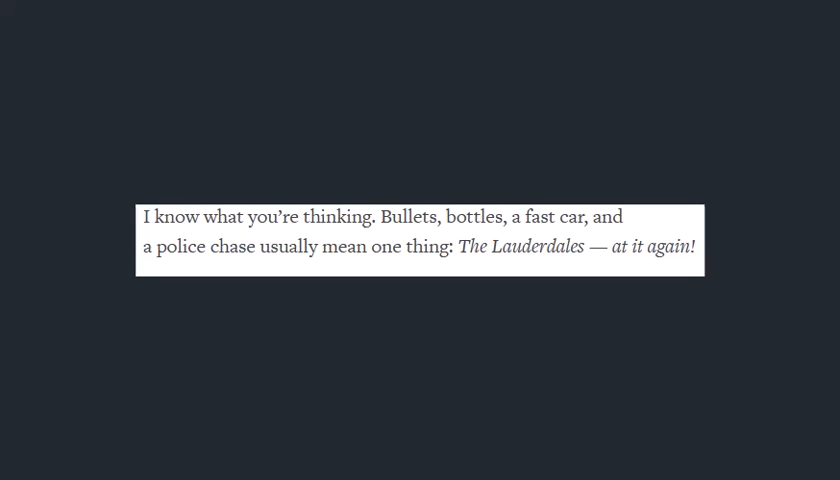 I know what you’re thinking. Bullets, bottles, a fast car, and
a police chase usually mean one thing: The Lauderdales — at it again!